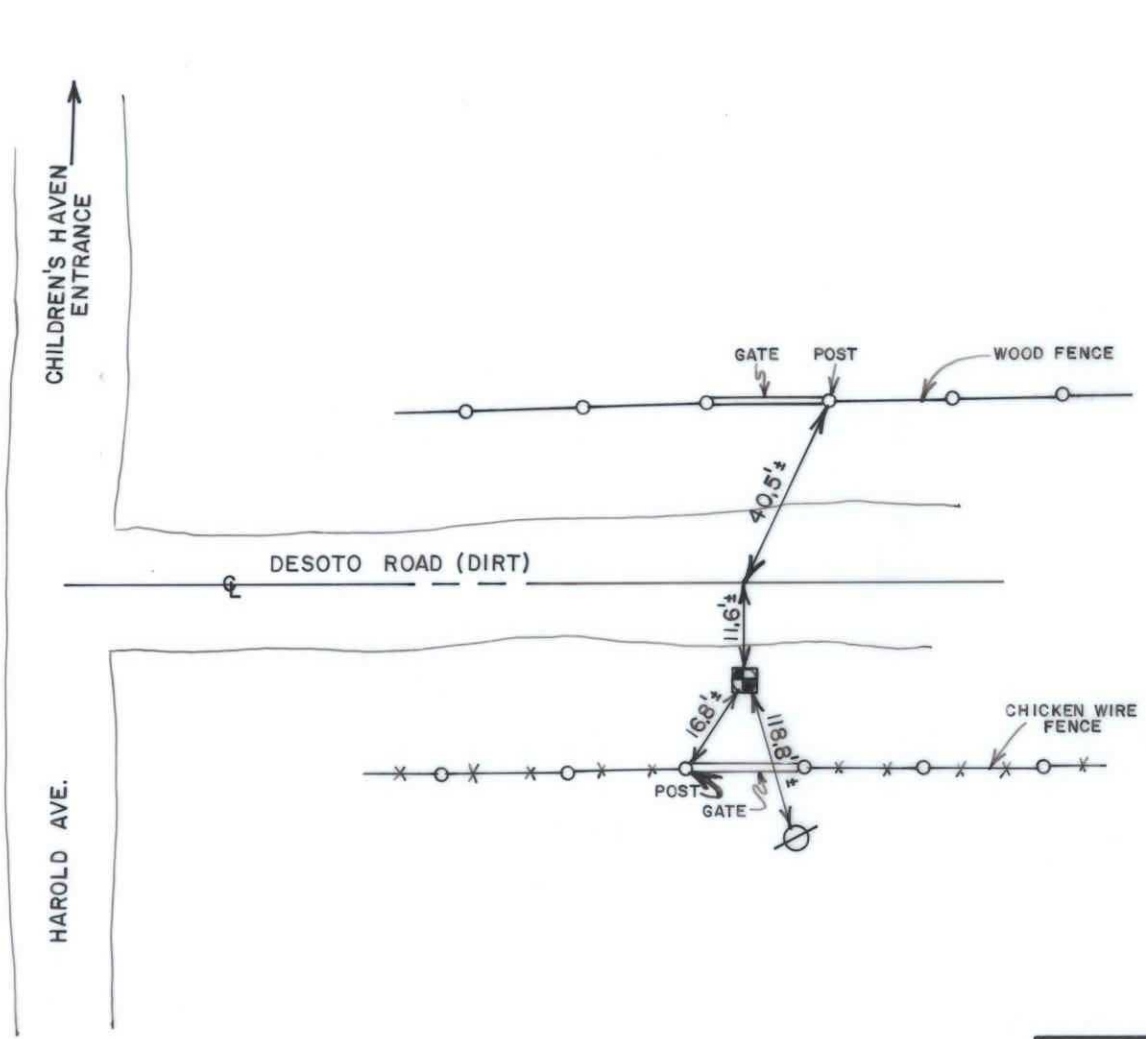 CHILDREN'S HAVEN
ENTRANCE
GATE
POST
WOOD FENCE
40.5'±
DESOTO ROAD (DIRT)
℄
11.6'±
16.8'±
118.8'±
CHICKEN WIRE
FENCE
POST
GATE
HAROLD AVE.